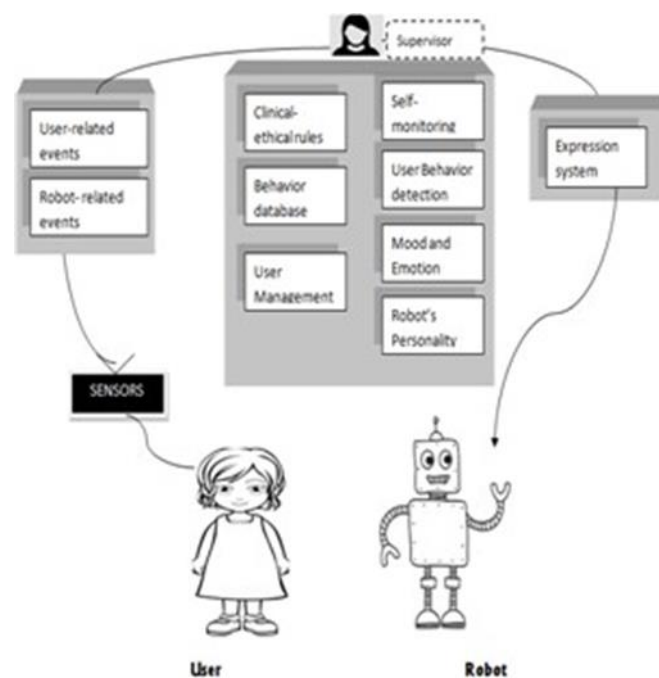 Supervisor
User-related
events
Robot- related
events
Clinical-
ethical rules
Behavior
database
User
Management
Self-
monitoring
User Behavior
detection
Mood and
Emotion
Robot's
Personality
Expression
system
SENSORS
User
Robot